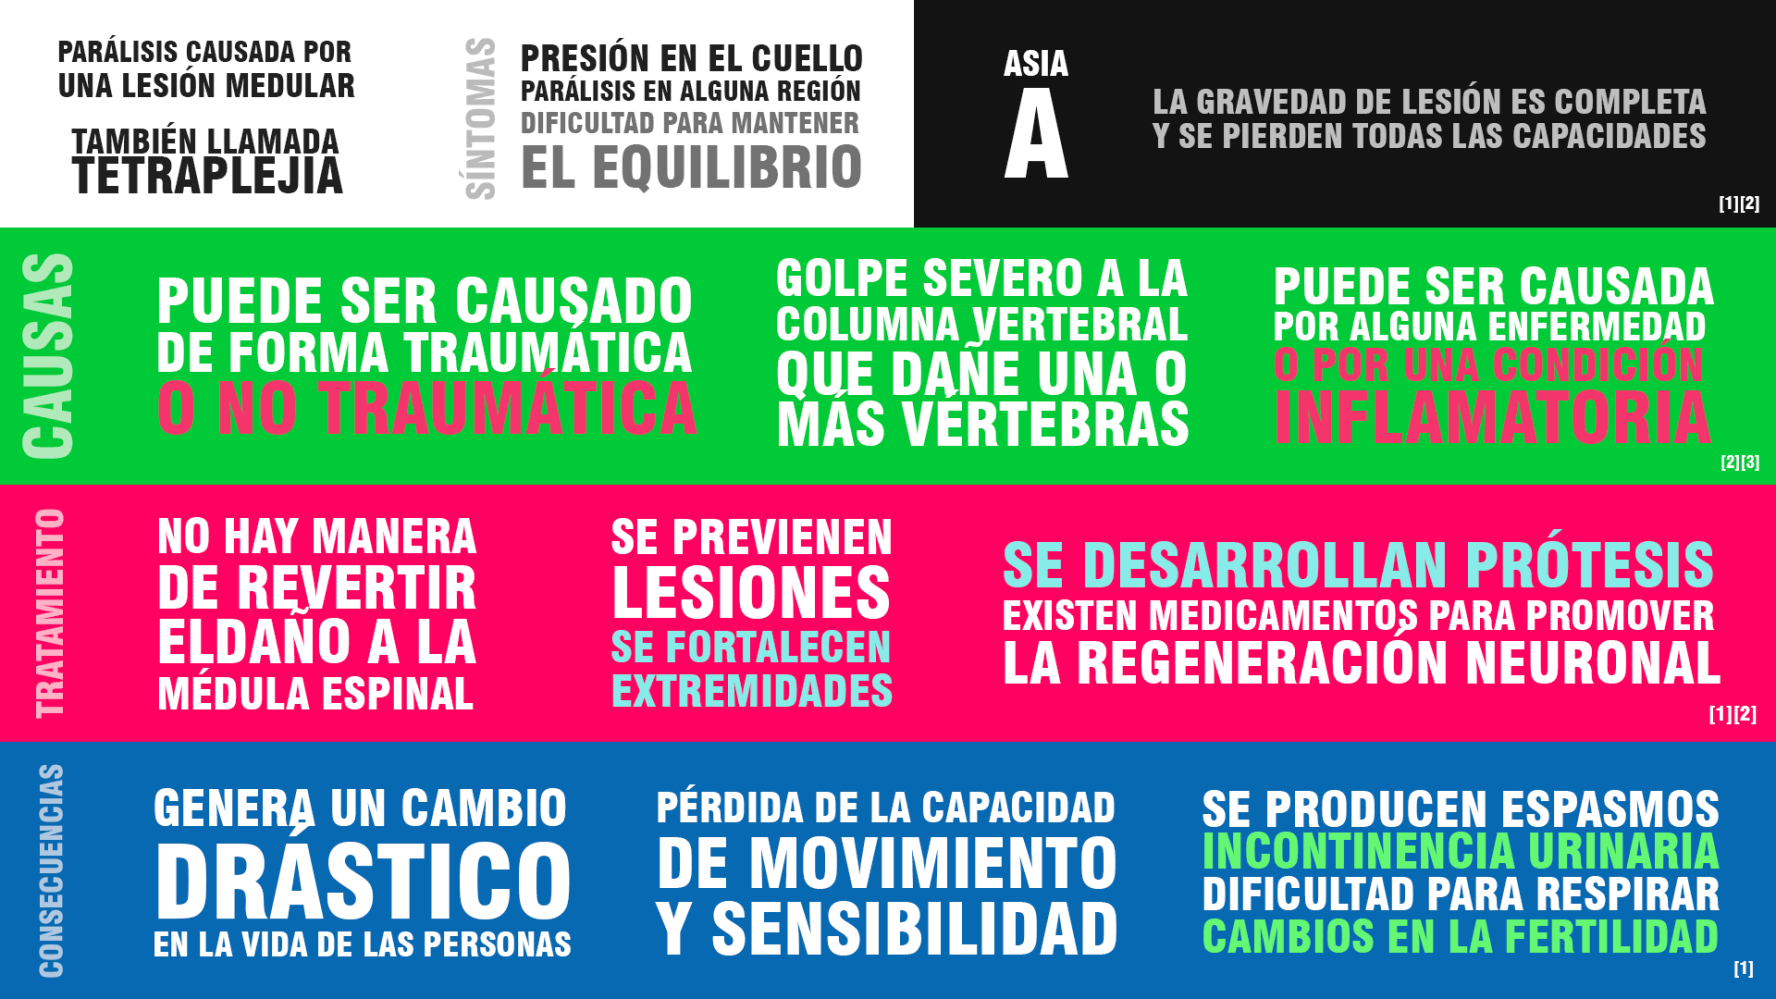 PARÁLISIS CAUSADA POR
UNA LESIÓN MEDULAR
TAMBIÉN LLAMADA
TETRAPLEJIA
SÍNTOMAS
PRESIÓN EN EL CUELLO
PARÁLISIS EN ALGUNA REGIÓN
DIFICULTAD PARA MANTENER
EL EQUILIBRIO
ASIA
A
LA GRAVEDAD DE LESIÓN ES COMPLETA
Y SE PIERDEN TODAS LAS CAPACIDADES
[1][2]
CAUSAS
PUEDE SER CAUSADO
DE FORMA TRAUMÁTICA
O NO TRAUMÁTICA
GOLPE SEVERO A LA
COLUMNA VERTEBRAL
QUE DAÑE UNA O
MÁS VÉRTEBRAS
PUEDE SER CAUSADA
POR ALGUNA ENFERMEDAD
O POR UNA CONDICIÓN
INFLAMATORIA
[2][3]
TRATAMIENTO
NO HAY MANERA
DE REVERTIR
ELDAÑO A LA
MÉDULA ESPINAL
SE PREVIENEN
LESIONES
SE FORTALECEN
EXTREMIDADES
SE DESARROLLAN PRÓTESIS
EXISTEN MEDICAMENTOS PARA PROMOVER
LA REGENERACIÓN NEURONAL
[1][2]
CONSECUENCIAS
GENERA UN CAMBIO
DRÁSTICO
EN LA VIDA DE LAS PERSONAS
PÉRDIDA DE LA CAPACIDAD
DE MOVIMIENTO
Y SENSIBILIDAD
SE PRODUCEN ESPASMOS
INCONTINENCIA URINARIA
DIFICULTAD PARA RESPIRAR
CAMBIOS EN LA FERTILIDAD
[1]